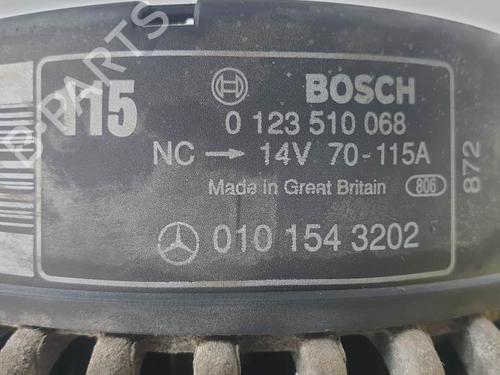 115
BOSCH
0 123 510 068
NC → 14V 70-115A
Made in Great Britain 806
872
010 154 3202
B-PARTS